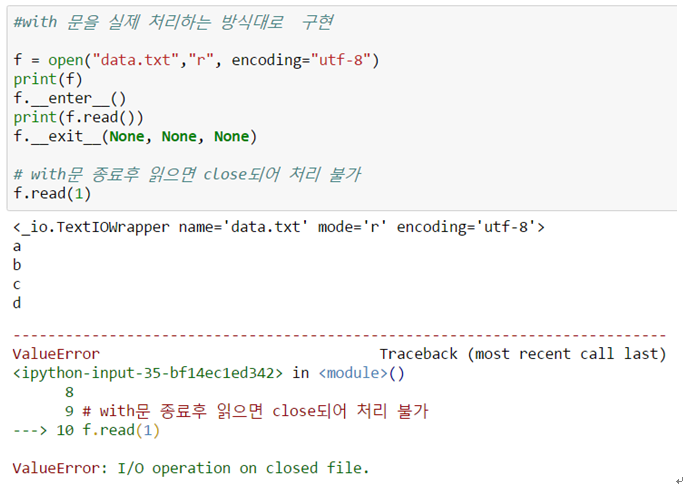 #with 문을 실제 처리하는 방식대로  구현
f = open("data.txt","r", encoding="utf-8")
print(f)
f.__enter__()
print(f.read())
f.__exit__(None, None, None)
# with문 종료후 읽으면 close되어 처리 불가
f.read(1)
<_io.TextIOWrapper name='data.txt' mode='r' encoding='utf-8'>
a
b
c
d
---------------------------------------------------------------------------
ValueError                                Traceback (most recent call last)
<ipython-input-35-bf14ec1ed342> in <module>()
      8 
      9 # with문 종료후 읽으면 close되어 처리 불가
---> 10 f.read(1)
ValueError: I/O operation on closed file.